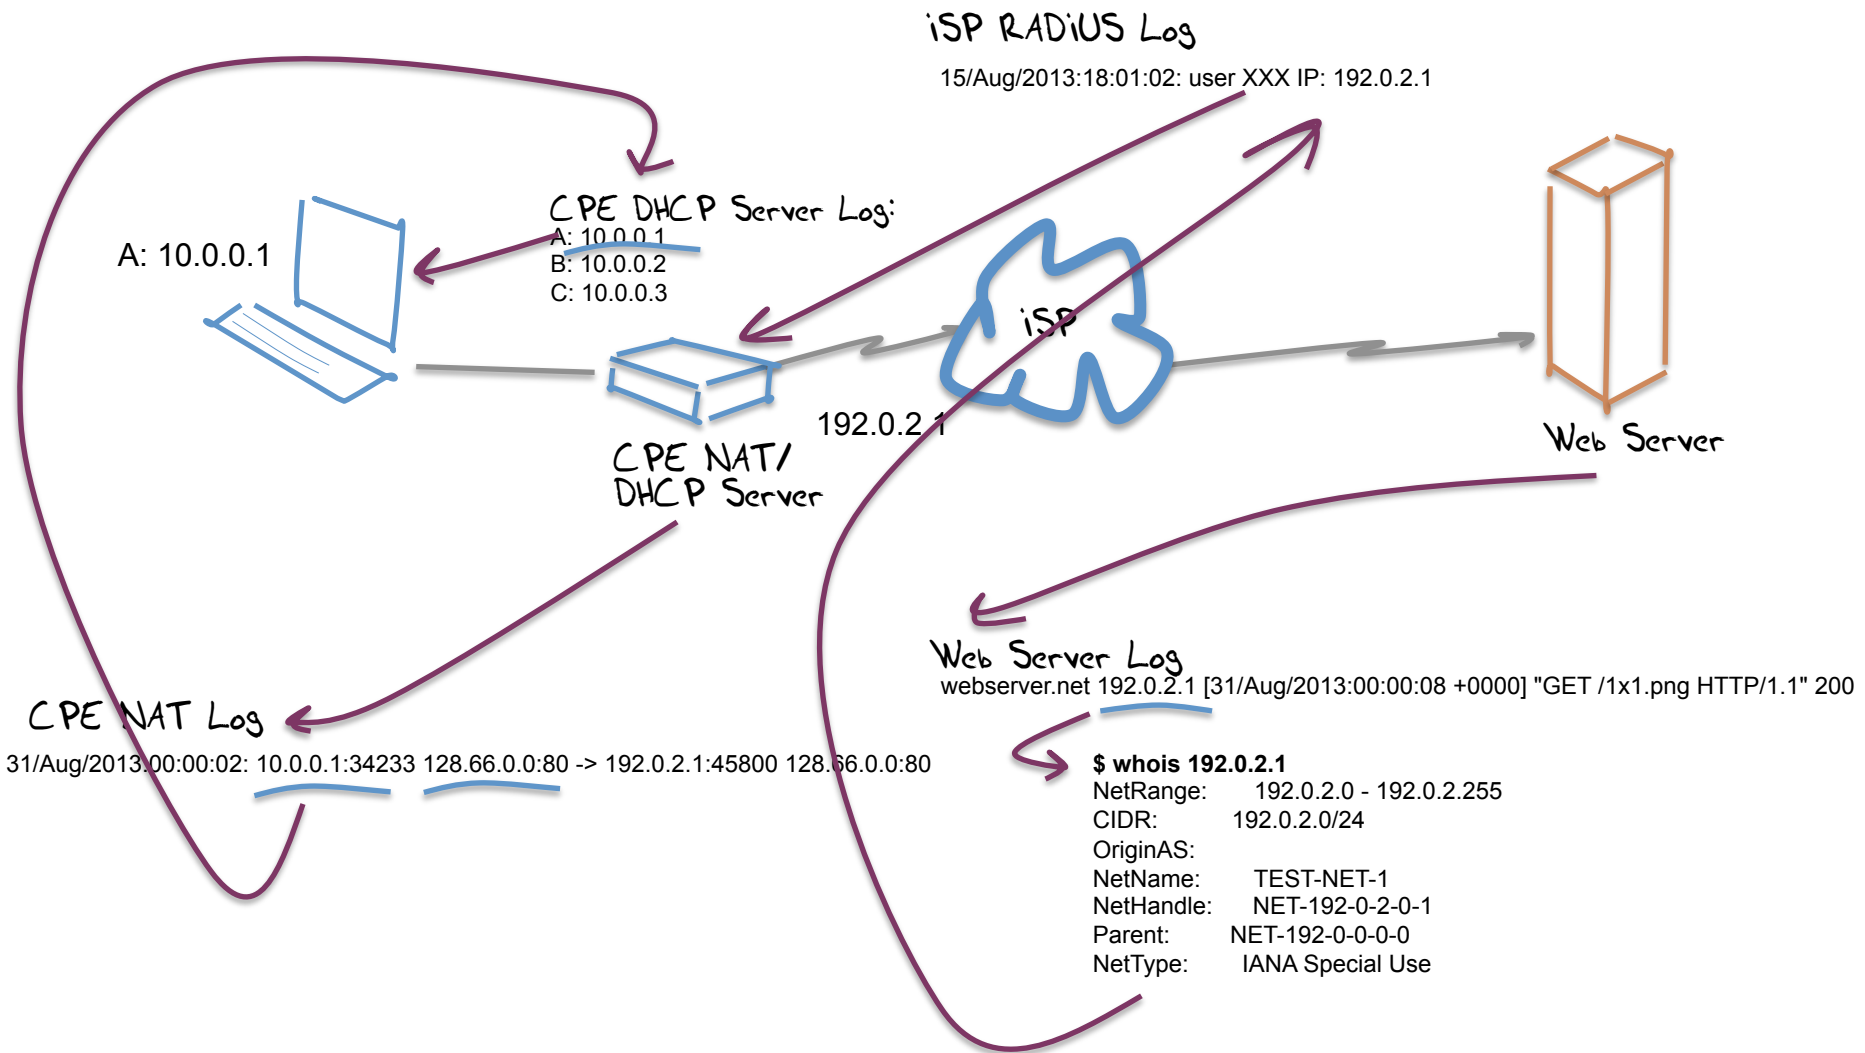 iSP RADiUS Log
15/Aug/2013:18:01:02: user XXX IP: 192.0.2.1
CPE DHCP Server Log:
A: 10.0.0.1
B: 10.0.0.2
C: 10.0.0.3
A: 10.0.0.1
iSP
192.0.2.1
CPE NAT/
DHCP Server
Web Server
Web Server Log
webserver.net 192.0.2.1 [31/Aug/2013:00:00:08 +0000] "GET /1x1.png HTTP/1.1" 200
CPE NAT Log
31/Aug/2013:00:00:02: 10.0.0.1:34233 128.66.0.0:80 -> 192.0.2.1:45800 128.66.0.0:80
$ whois 192.0.2.1
NetRange: 192.0.2.0 - 192.0.2.255
CIDR: 192.0.2.0/24
OriginAS:
NetName: TEST-NET-1
NetHandle: NET-192-0-2-0-1
Parent: NET-192-0-0-0-0
NetType: IANA Special Use